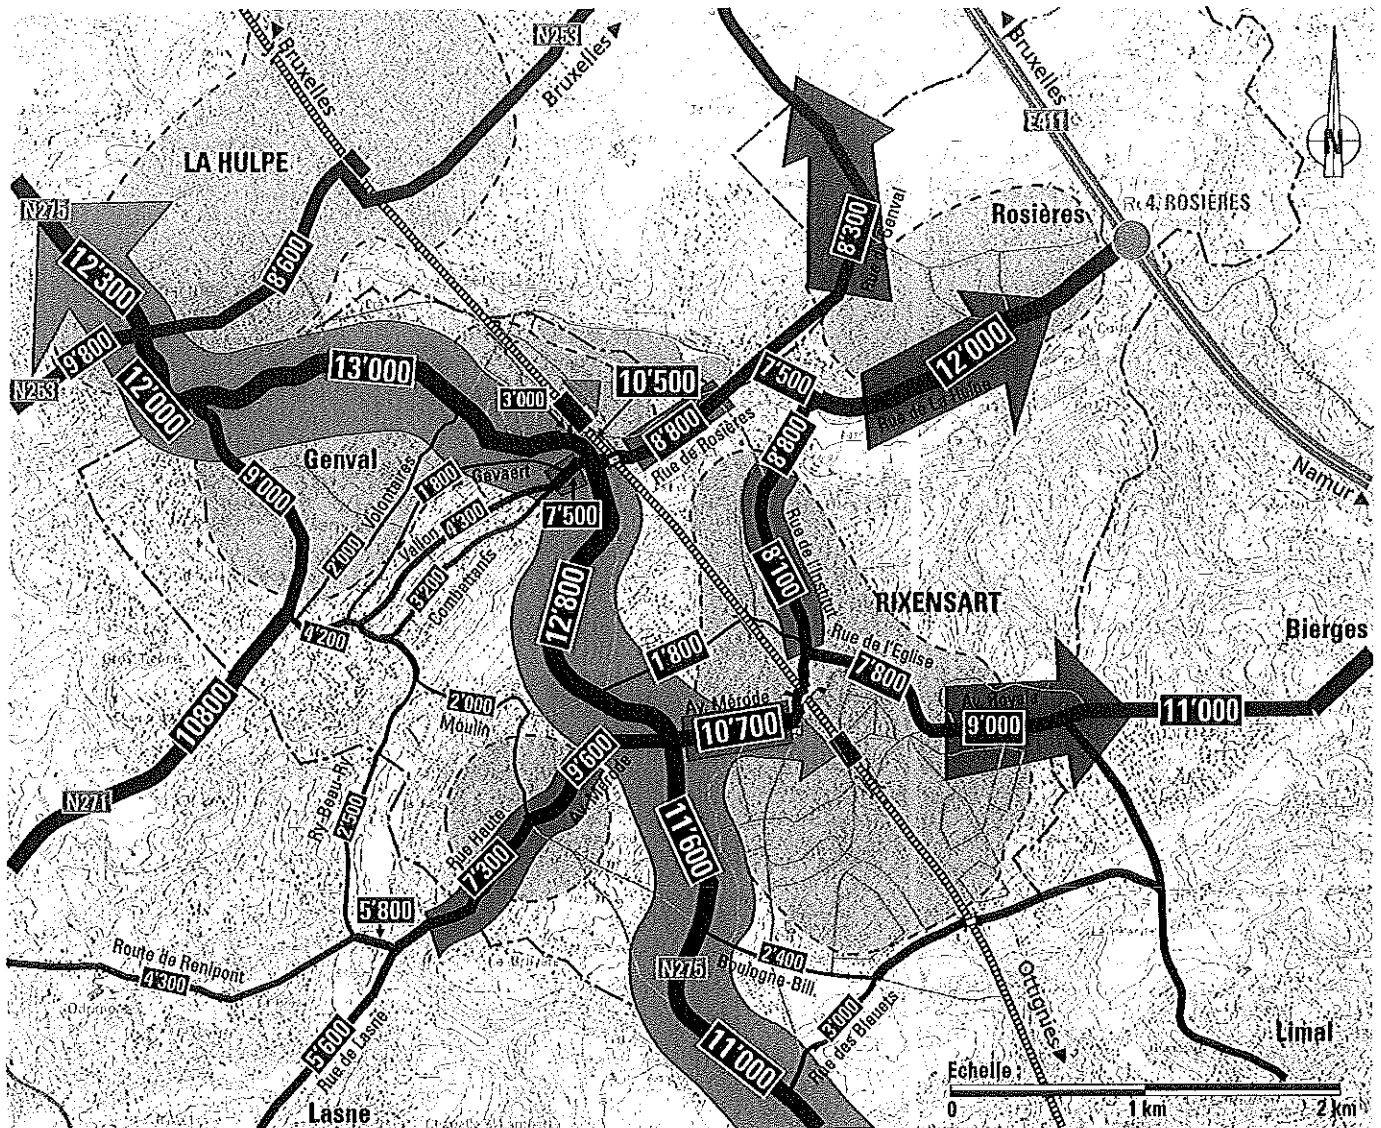 N253
Bruxelles
Bruxelles
Bruxelles
E411
N
LA HULPE
N275
12'300
8'600
8'300
Genval
Rosières
4. ROSIERES
9'800
N253
12'000
13'000
3'000
10'500
7'500
12'000
Rue de La Hulpe
8'800
Rue de Rosières
8'800
Genval
9'000
Volontaires
2'000
1'800
Gevaert
Vallon
4'300
7'500
3'200
Combattants
Namur
8'100
Rue de l'Institut
12'800
RIXENSART
4'200
Rue de l'Eglise
Bierges
1'800
7'800
10800
2'000
Moulin
Av. Mérode
10'700
9'000
11'000
9'600
Av. Mérode
N271
2'500
Rue Haute
7'300
11'600
5'800
Route de Renipont
4'300
N275
2'400
Boulogne-Bill.
Ottignes
3'000
Rue des Bleuets
5'600
Rue de Lasne
11'000
Limal
Lasne
Echelle :
0 1 km 2 km